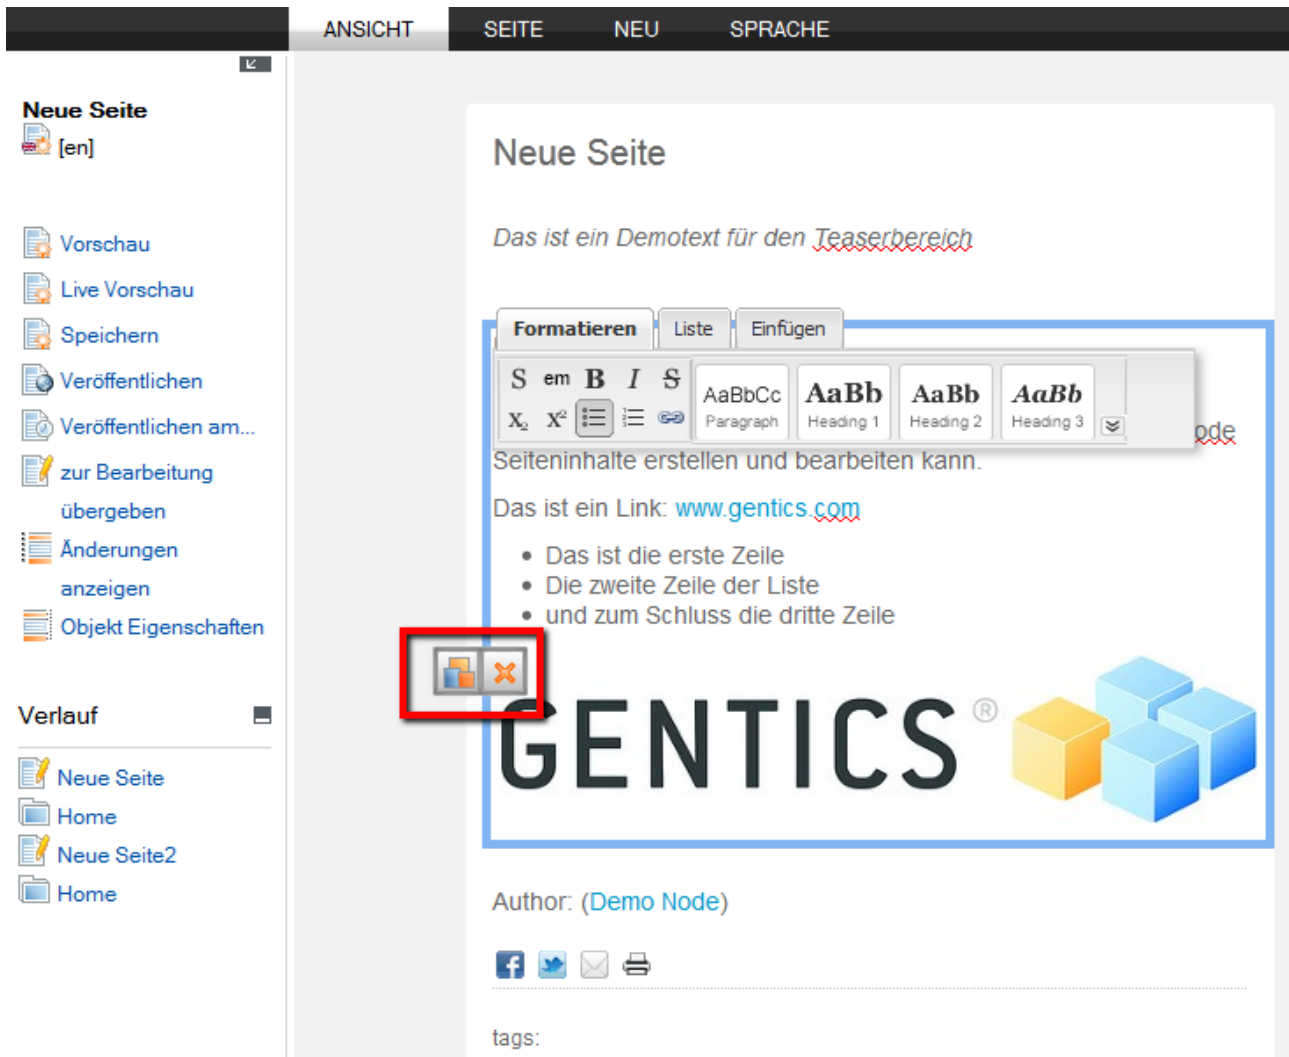 ANSICHT SEITE NEU SPRACHE
Neue Seite
[en]
Vorschau
Live Vorschau
Speichern
Veröffentlichen
Veröffentlichen am...
zur Bearbeitung
übergeben
Änderungen
anzeigen
Objekt Eigenschaften
Verlauf
Neue Seite
Home
Neue Seite2
Home
Neue Seite
Das ist ein Demotext für den Teaserbereich
Formatieren Liste Einfügen
S em B I S
X₂ X²
AaBbCc AaBb AaBb AaBb
Paragraph Heading 1 Heading 2 Heading 3
Seiteninhalte erstellen und bearbeiten kann.
Das ist ein Link: www.gentics.com
• Das ist die erste Zeile
• Die zweite Zeile der Liste
• und zum Schluss die dritte Zeile
GENTICS®
Author: (Demo Node)
tags: